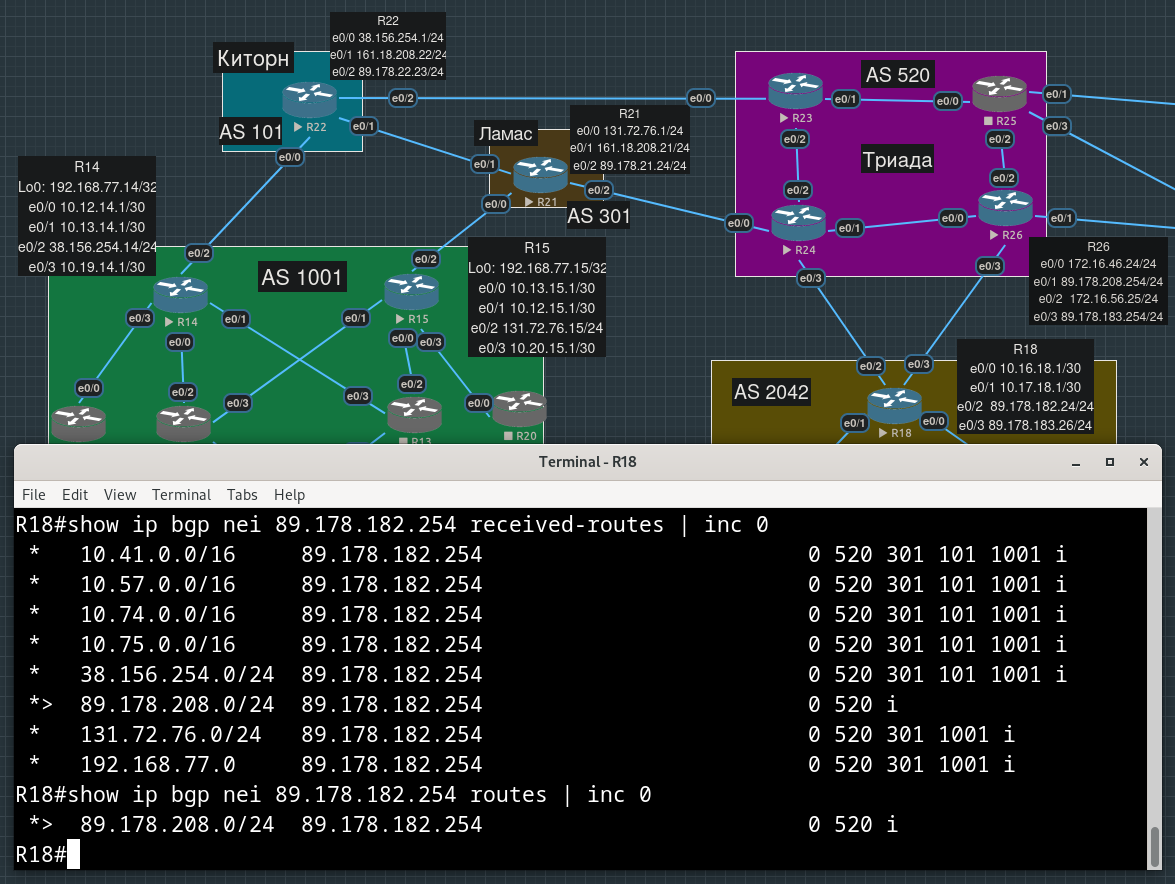 R22
e0/0 38.156.254.1/24
e0/1 161.18.208.22/24
e0/2 89.178.22.23/24
Киторн
AS 101
R22
e0/2
e0/1
e0/0
e0/0
R21
e0/0 131.72.76.1/24
e0/1 161.18.208.21/24
e0/2 89.178.21.24/24
Ламас
e0/1
R21
e0/2
e0/0
AS 301
AS 520
R23
e0/1
e0/0
R25
e0/1
e0/3
e0/2
e0/2
Триада
e0/2
e0/2
e0/0
R24
e0/1
e0/0
R26
e0/1
e0/3
e0/3
R26
e0/0 172.16.46.24/24
e0/1 89.178.208.254/24
e0/2 172.16.56.25/24
e0/3 89.178.183.254/24
R14
Lo0: 192.168.77.14/32
e0/0 10.12.14.1/30
e0/1 10.13.14.1/30
e0/2 38.156.254.14/24
e0/3 10.19.14.1/30
R15
Lo0: 192.168.77.15/32
e0/0 10.13.15.1/30
e0/1 10.12.15.1/30
e0/2 131.72.76.15/24
e0/3 10.20.15.1/30
AS 1001
e0/2
e0/2
R14
R15
e0/3
e0/1
e0/1
e0/0
e0/0
e0/3
e0/0
e0/2
e0/3
e0/3
e0/2
e0/0
R13
R20
AS 2042
e0/2
e0/3
e0/1
R18
e0/0
R18
e0/0 10.16.18.1/30
e0/1 10.17.18.1/30
e0/2 89.178.182.24/24
e0/3 89.178.183.26/24
Terminal - R18
File Edit View Terminal Tabs Help
R18#show ip bgp nei 89.178.182.254 received-routes | inc 0
* 10.41.0.0/16 89.178.182.254 0 520 301 101 1001 i
* 10.57.0.0/16 89.178.182.254 0 520 301 101 1001 i
* 10.74.0.0/16 89.178.182.254 0 520 301 101 1001 i
* 10.75.0.0/16 89.178.182.254 0 520 301 101 1001 i
* 38.156.254.0/24 89.178.182.254 0 520 301 101 1001 i
*> 89.178.208.0/24 89.178.182.254 0 520 i
* 131.72.76.0/24 89.178.182.254 0 520 301 1001 i
* 192.168.77.0 89.178.182.254 0 520 301 1001 i
R18#show ip bgp nei 89.178.182.254 routes | inc 0
*> 89.178.208.0/24 89.178.182.254 0 520 i
R18#